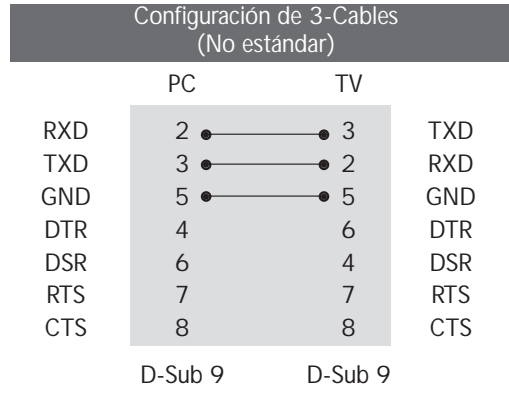 Configuración de 3-Cables
(No estándar)
PC TV
RXD 2 3 TXD
TXD 3 2 RXD
GND 5 5 GND
DTR 4 6 DTR
DSR 6 4 DSR
RTS 7 7 RTS
CTS 8 8 CTS
D-Sub 9 D-Sub 9